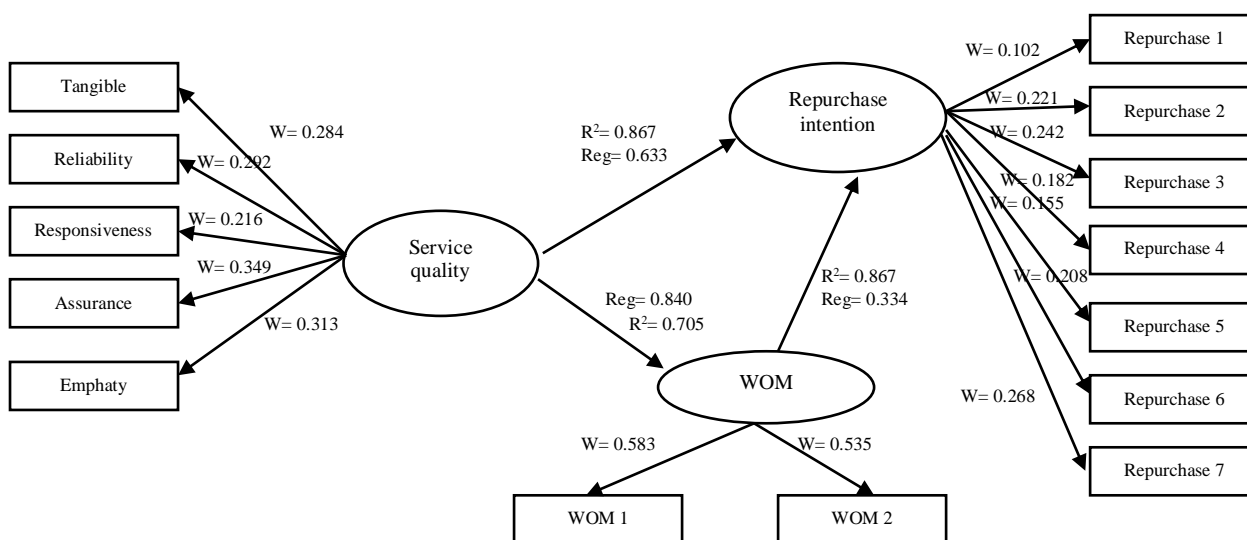 Tangible
Reliability
Responsiveness
Assurance
Emphaty
W= 0.284
W= 0.292
W= 0.216
W= 0.349
W= 0.313
Service
quality
R²= 0.867
Reg= 0.633
Reg= 0.840
R²= 0.705
Repurchase
intention
R²= 0.867
Reg= 0.334
WOM
W= 0.583
W= 0.535
WOM 1
WOM 2
W= 0.102
W= 0.221
W= 0.242
W= 0.182
W= 0.155
W= 0.208
W= 0.268
Repurchase 1
Repurchase 2
Repurchase 3
Repurchase 4
Repurchase 5
Repurchase 6
Repurchase 7